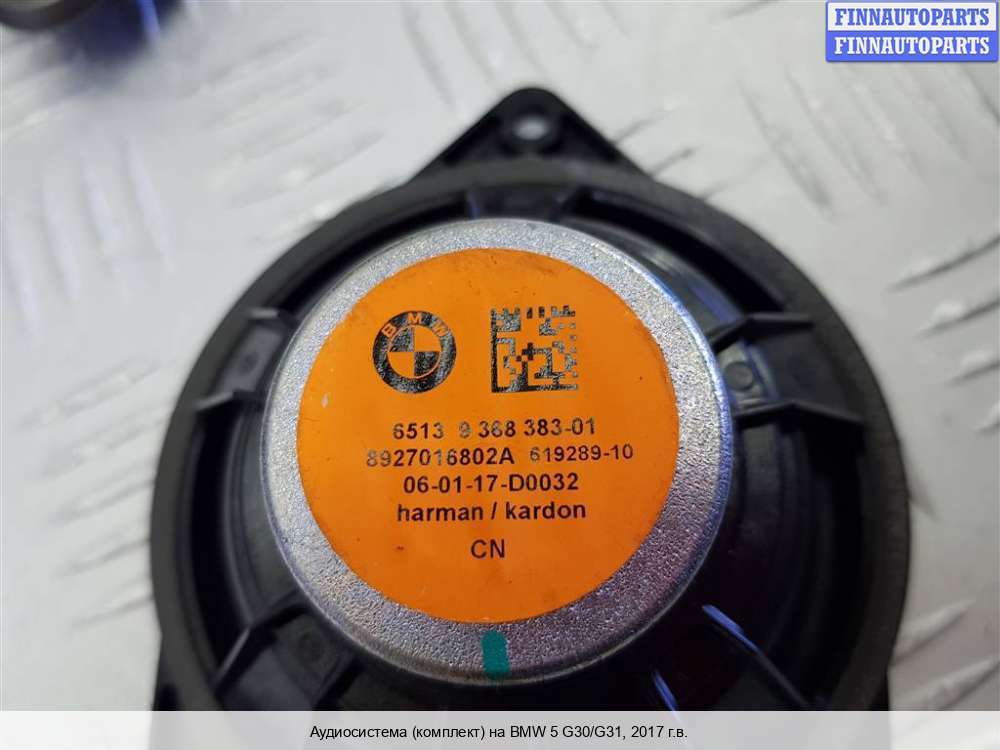 FINNAUTOPARTS
FINNAUTOPARTS
BMW
6513 9 368 383-01
8927016802A 619289-10
06-01-17-D0032
harman / kardon
CN
Аудиосистема (комплект) на BMW 5 G30/G31, 2017 г.в.